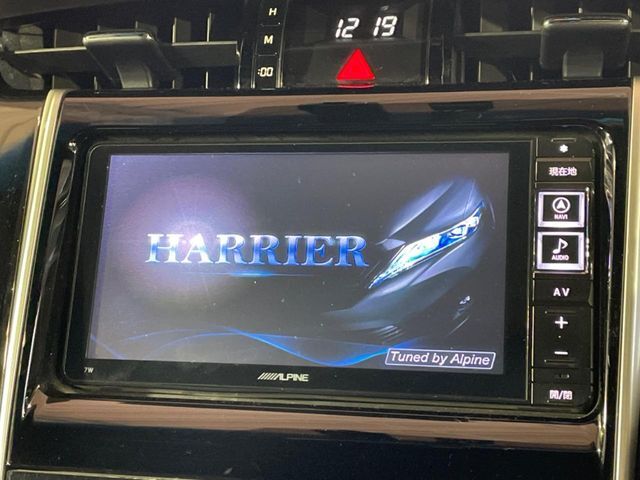 H
12 19
M
:00
現在地
NAVI
HARRIER
AUDIO
AV
+
Tuned by Alpine
−
7W
ALPINE
開/閉